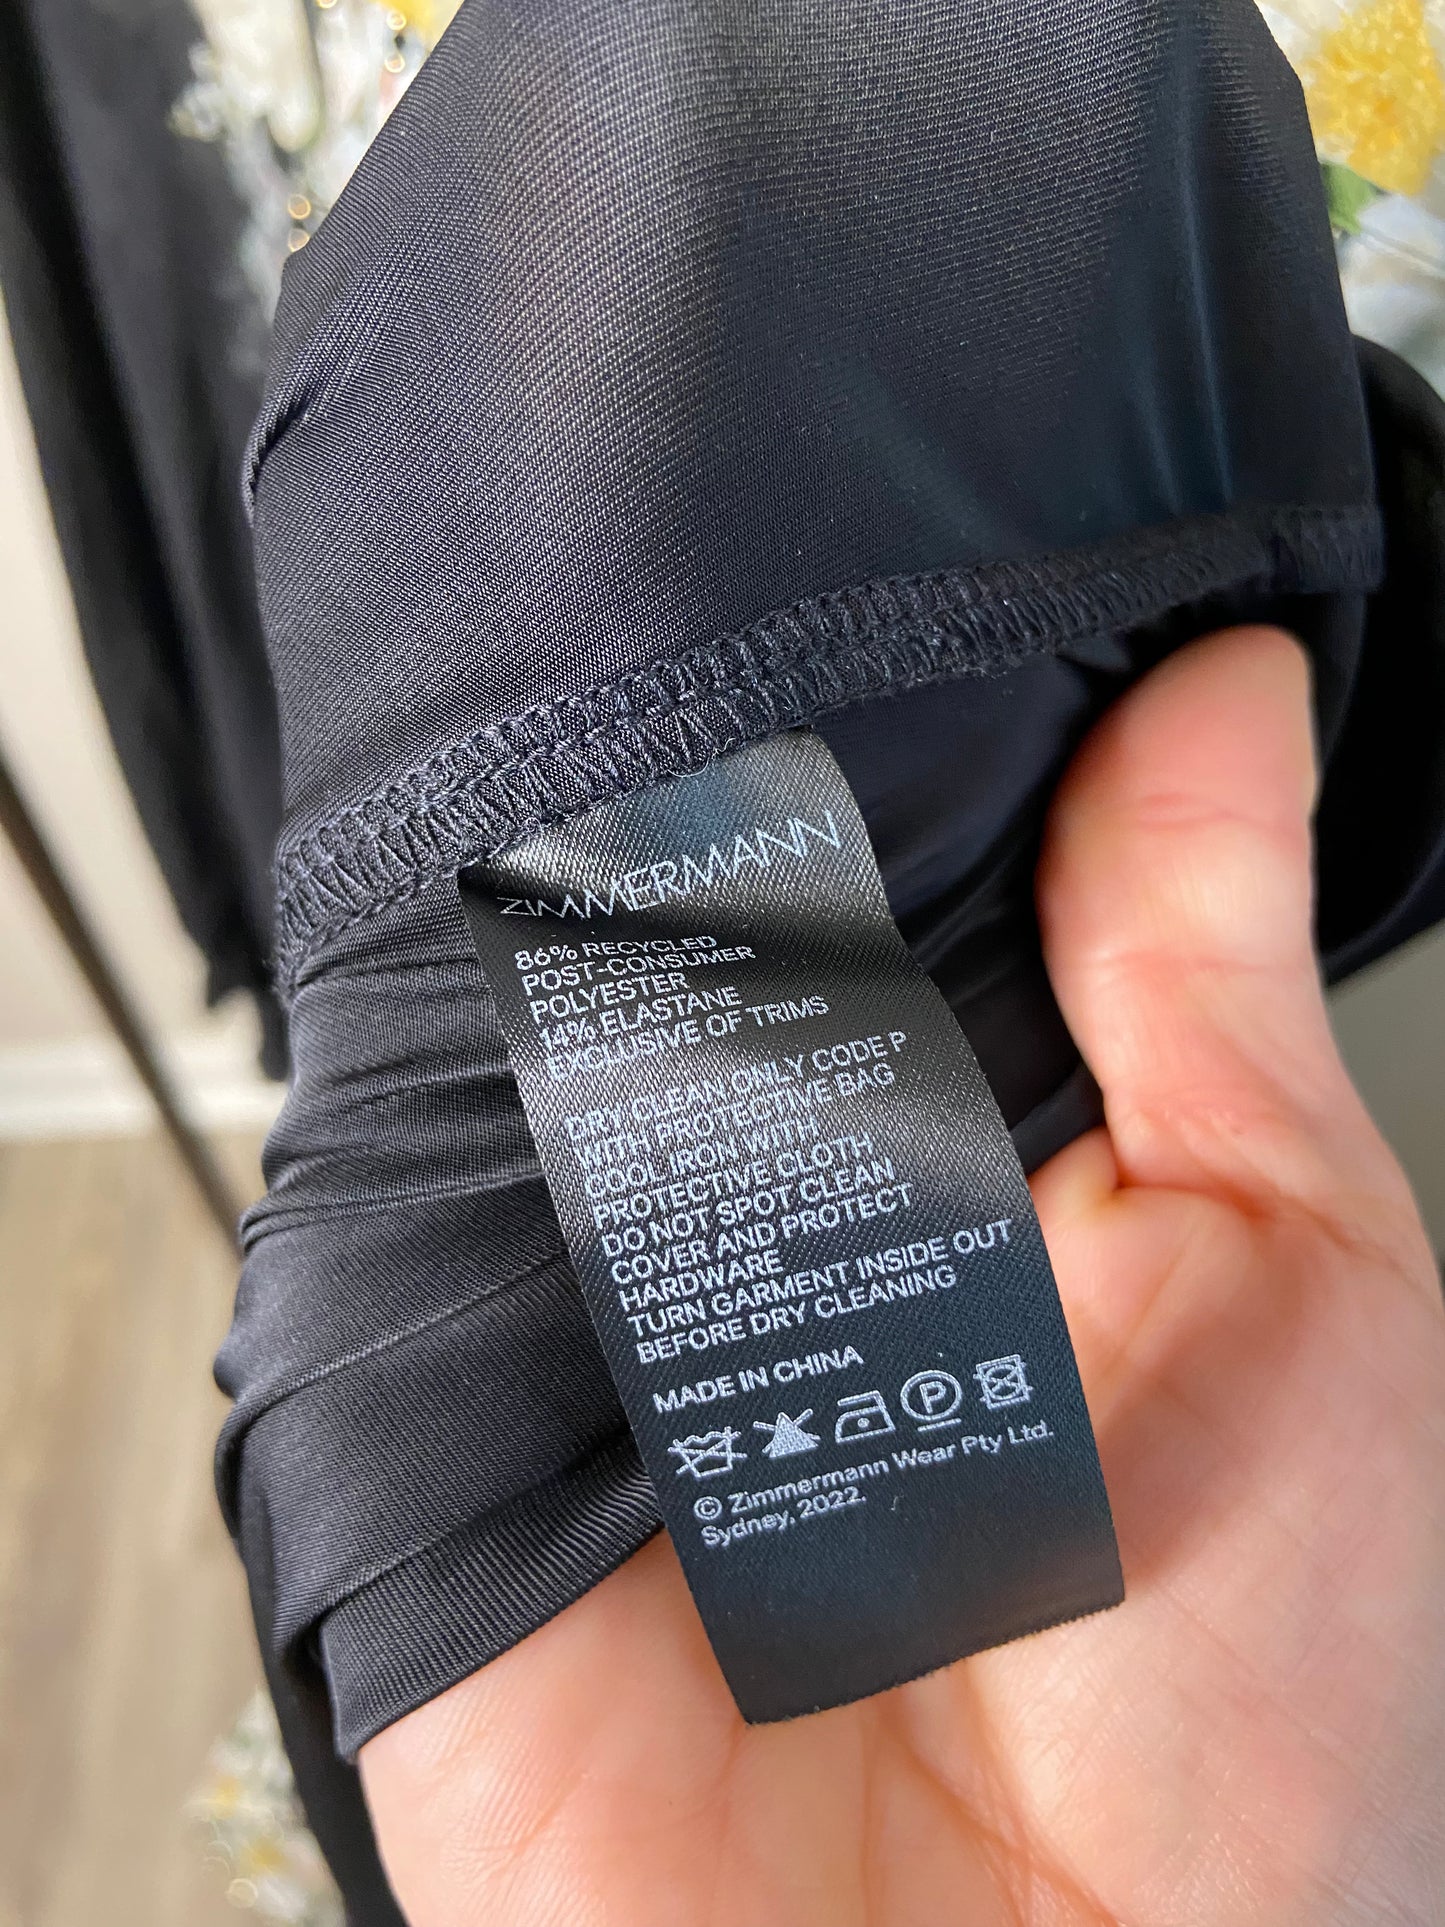 ZIMMERMANN
86% RECYCLED
POST-CONSUMER
POLYESTER
14% ELASTANE
EXCLUSIVE OF TRIMS
DRY CLEAN ONLY CODE P
WITH PROTECTIVE BAG
COOL IRON WITH
PROTECTIVE CLOTH
DO NOT SPOT CLEAN
COVER AND PROTECT
HARDWARE
TURN GARMENT INSIDE OUT
BEFORE DRY CLEANING
MADE IN CHINA
P
© Zimmermann Wear Pty Ltd.
Sydney, 2022.